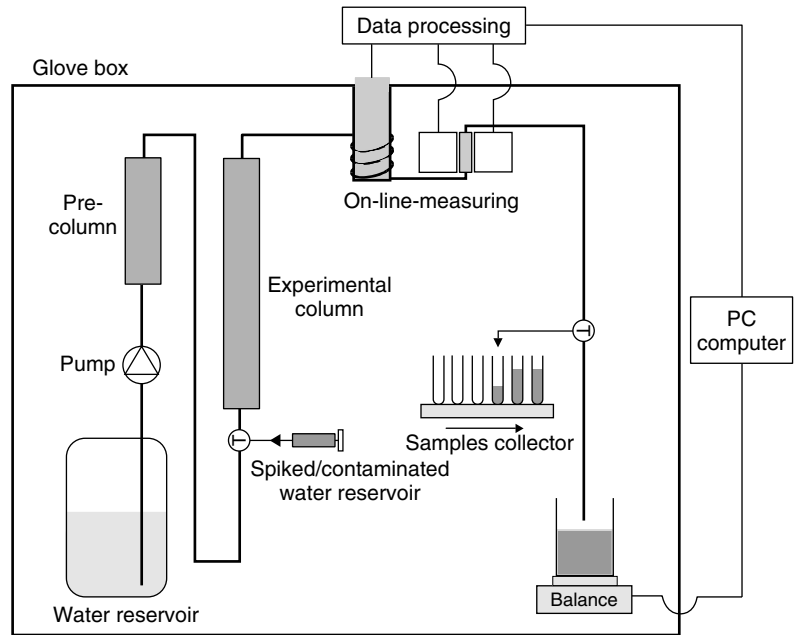 Data processing
Glove box
Pre-
column
On-line-measuring
Experimental
column
PC
computer
Pump
Samples collector
Spiked/contaminated
water reservoir
Balance
Water reservoir